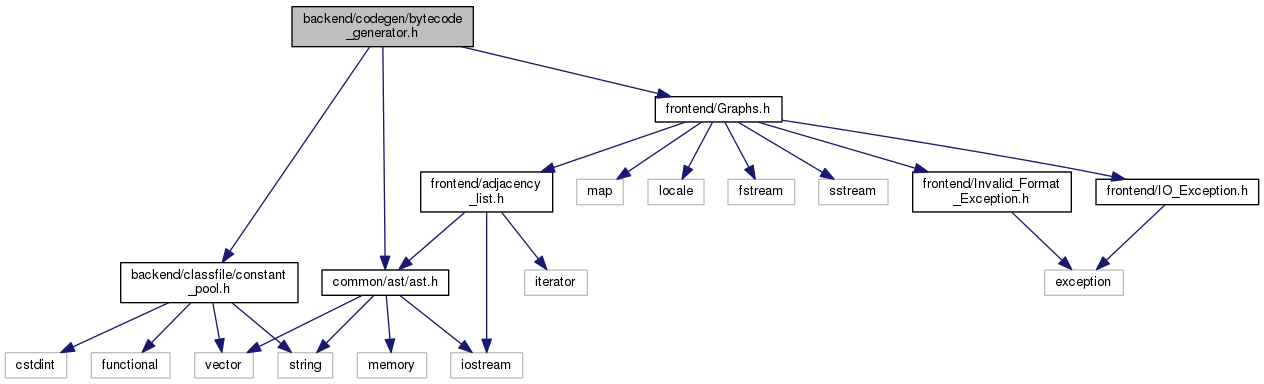 backend/codegen/bytecode
_generator.h
frontend/Graphs.h
frontend/adjacency
_list.h
map
locale
fstream
sstream
frontend/Invalid_Format
_Exception.h
frontend/IO_Exception.h
backend/classfile/constant
_pool.h
common/ast/ast.h
iterator
exception
cstdint
functional
vector
string
memory
iostream